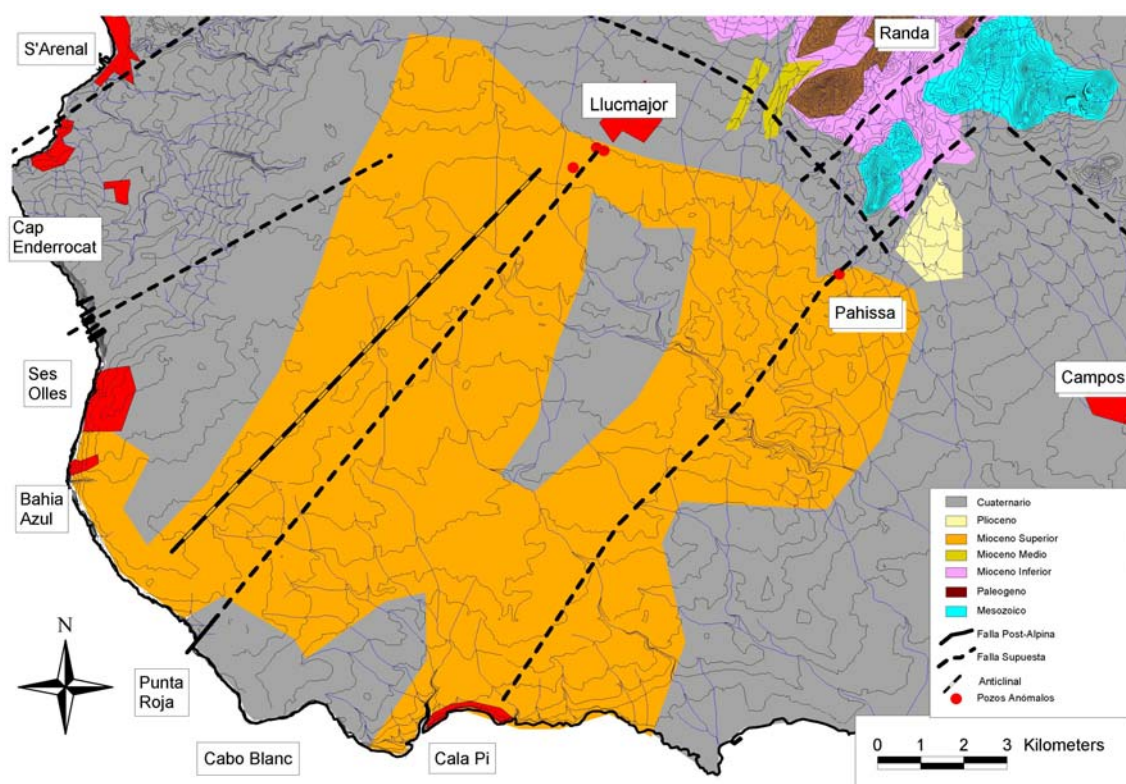 S'Arenal
Randa
Llucmajor
Cap
Enderrocat
Pahissa
Ses
Olles
Campos
Bahia
Azul
Cuaternario
Plioceno
Mioceno Superior
Mioceno Medio
Mioceno Inferior
Paleogeno
Mesozoico
Falla Post-Alpina
Falla Supuesta
Anticlinal
Pozos Anómalos
N
Punta
Roja
Cabo Blanc
Cala Pi
0 1 2 3 Kilometers